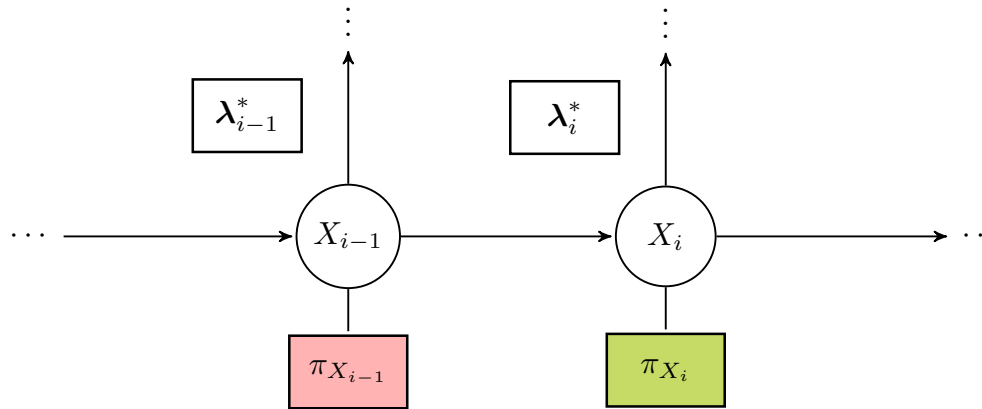 ⋮ ⋮
λ*_{i−1} λ*_i
⋯ X_{i−1} X_i ⋯
π_{X_{i−1}} π_{X_i}